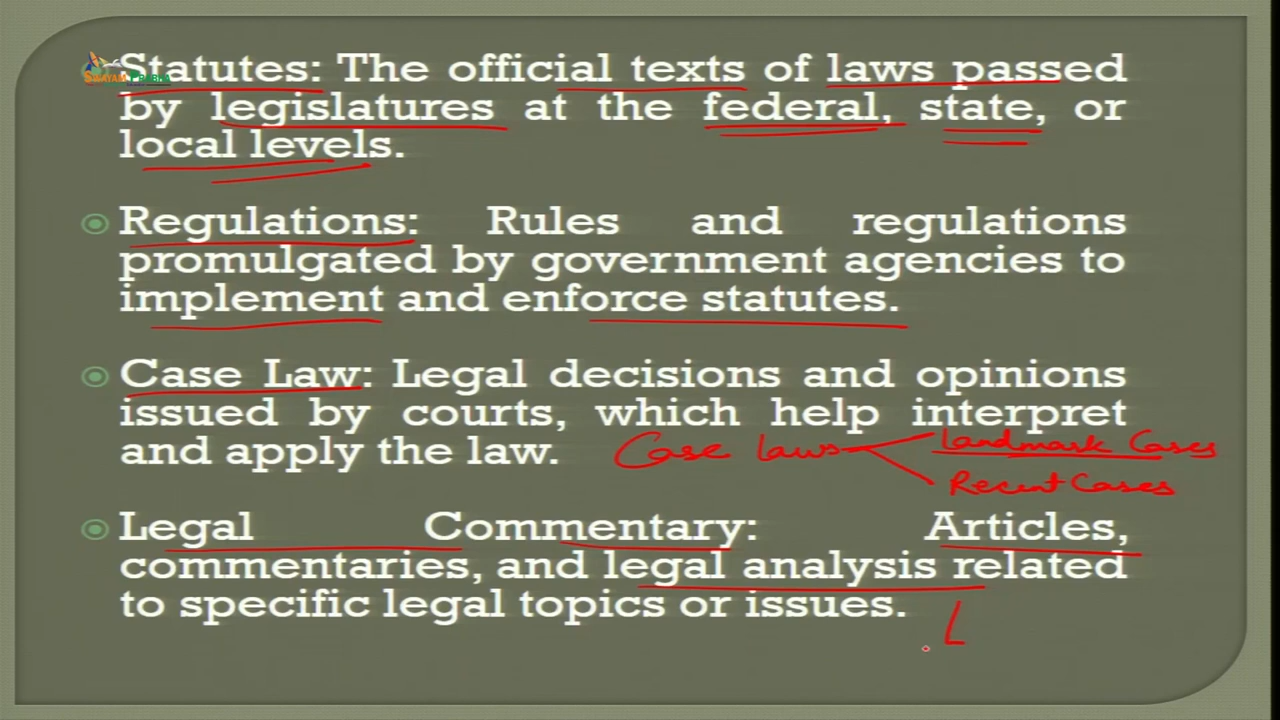 SWAYAM PRABHA
Statutes: The official texts of laws passed
by legislatures at the federal, state, or
local levels.
Regulations: Rules and regulations
promulgated by government agencies to
implement and enforce statutes.
Case Law: Legal decisions and opinions
issued by courts, which help interpret
and apply the law.
Case laws
Landmark Cases
Recent Cases
Legal Commentary: Articles,
commentaries, and legal analysis related
to specific legal topics or issues.
L